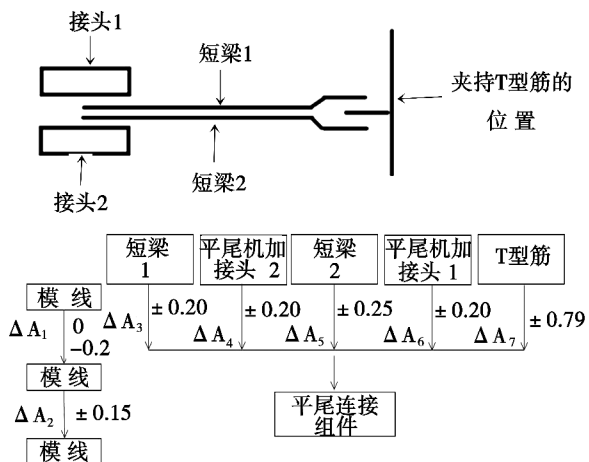 接头1
短梁1
夹持T型筋的
位置
短梁2
接头2
短梁
1
平尾机加
接头 2
短梁
2
平尾机加
接头 1
T型筋
模 线
ΔA₁
0
-0.2
ΔA₃
± 0.20
ΔA₄
± 0.20
ΔA₅
± 0.25
ΔA₆
± 0.20
ΔA₇
± 0.79
模线
ΔA₂
± 0.15
模线
平尾连接
组件